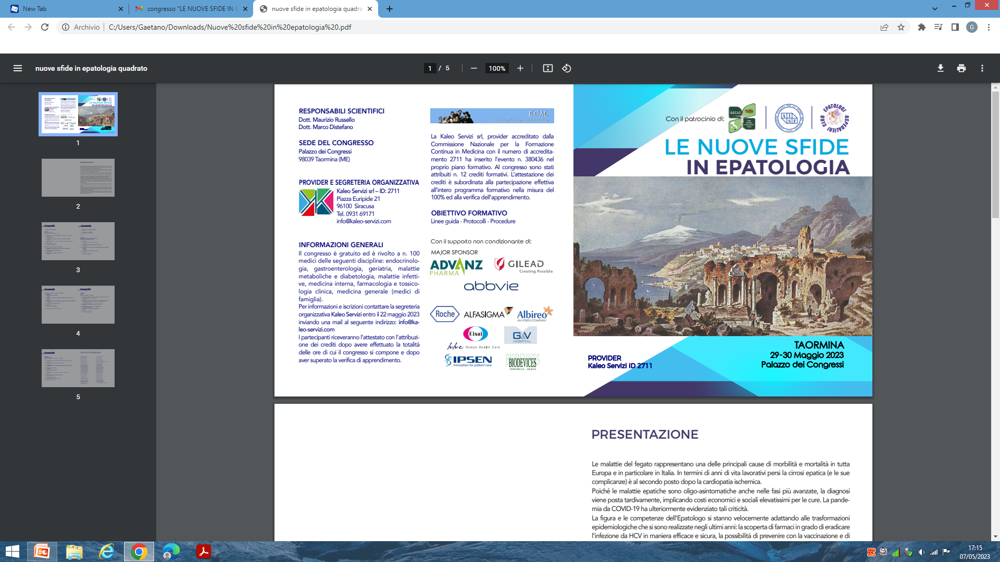 New Tab
congresso "LE NUOVE SFIDE IN E
nuove sfide in epatologia quadra
Archivio
C:/Users/Gaetano/Downloads/Nuove%20sfide%20in%20epatologia%20.pdf
G
nuove sfide in epatologia quadrato
1 / 5
100%
1
2
3
4
5
RESPONSABILI SCIENTIFICI
Dott. Maurizio Russello
Dott. Marco Distefano
SEDE DEL CONGRESSO
Palazzo dei Congressi
98039 Taormina (ME)
PROVIDER E SEGRETERIA ORGANIZZATIVA
Kaleo Servizi srl – ID: 2711
Piazza Euripide 21
96100 Siracusa
Tel. 0931 69171
info@kaleo-servizi.com
INFORMAZIONI GENERALI
Il congresso è gratuito ed è rivolto a n. 100
medici delle seguenti discipline: endocrinolo-
gia, gastroenterologia, geriatria, malattie
metaboliche e diabetologia, malattie infetti-
ve, medicina interna, farmacologia e tossico-
logia clinica, medicina generale (medici di
famiglia).
Per informazioni e iscrizioni contattare la segreteria
organizzativa Kaleo Servizi entro il 22 maggio 2023
inviando una mail al seguente indirizzo: info@ka-
leo-servizi.com
I partecipanti riceveranno l'attestato con l'attribuzi-
one dei crediti dopo avere effettuato la totalità
delle ore di cui il congresso si compone e dopo
aver superato la verifica di apprendimento.
E.C.M.
La Kaleo Servizi srl, provider accreditato dalla
Commissione Nazionale per la Formazione
Continua in Medicina con il numero di accredita-
mento 2711 ha inserito l'evento n. 380436 nel
proprio piano formativo. Al congresso sono stati
attribuiti n. 12 crediti formativi. L'attestazione dei
crediti è subordinata alla partecipazione effettiva
all'intero programma formativo nella misura del
100% ed alla verifica dell'apprendimento.
OBIETTIVO FORMATIVO
Linee guida - Protocolli - Procedure
Con il supporto non condizionante di:
MAJOR SPONSOR
ADVANZ
PHARMA
GILEAD
Creating Possible
abbvie
Roche
ALFASIGMA
Albireo
AN IPSEN COMPANY
Eisai
hhc Human Health Care
G&V
HOSPITAL
IPSEN
Innovation for patient care
BIODEVICES
Con il patrocinio di:
GIECAS
AISF
EPATOLOGI OSPEDALIERI CLUB
LE NUOVE SFIDE
IN EPATOLOGIA
PROVIDER
Kaleo Servizi ID 2711
TAORMINA
29-30 Maggio 2023
Palazzo dei Congressi
PRESENTAZIONE
Le malattie del fegato rappresentano una delle principali cause di morbilità e mortalità in tutta
Europa e in particolare in Italia. In termini di anni di vita lavorativi persi la cirrosi epatica (e le sue
complicanze) è al secondo posto dopo la cardiopatia ischemica.
Poiché le malattie epatiche sono oligo-asintomatiche anche nelle fasi più avanzate, la diagnosi
viene posta tardivamente, implicando costi economici e sociali elevatissimi per le cure. La pande-
mia da COVID-19 ha ulteriormente evidenziato tali criticità.
La figura e le competenze dell'Epatologo si stanno velocemente adattando alle trasformazioni
epidemiologiche che si sono realizzate negli ultimi anni: la scoperta di farmaci in grado di eradicare
l'infezione da HCV in maniera efficace e sicura, la possibilità di prevenire con la vaccinazione e di
17:15
07/05/2023